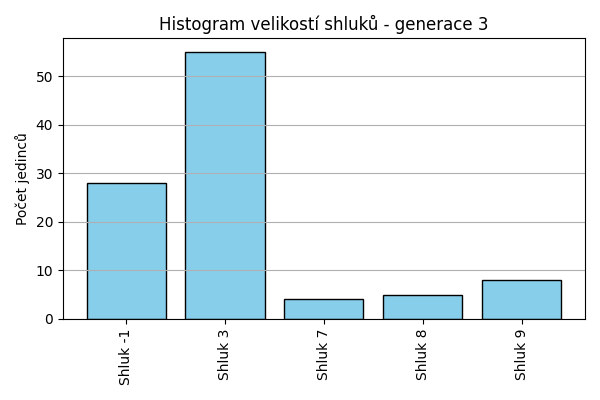 Histogram velikostí shluků - generace 3
Počet jedinců
50
40
30
20
10
0
Shluk -1
Shluk 3
Shluk 7
Shluk 8
Shluk 9